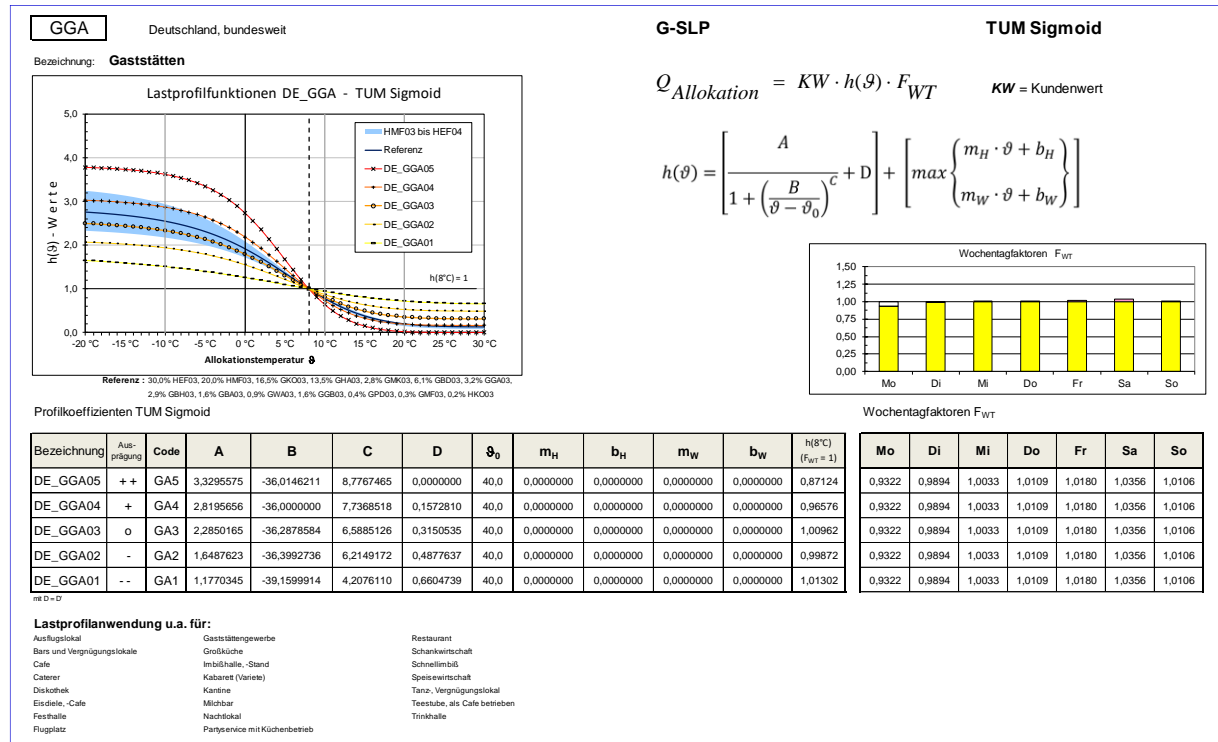 GGA Deutschland, bundesweit G-SLP TUM Sigmoid
Bezeichnung: Gaststätten
Q Allokation = KW · h(ϑ) · F WT KW = Kundenwert
h(ϑ) = [ A / (1 + (B / (ϑ − ϑ0))^C) + D ] + [ max { mH · ϑ + bH ; mW · ϑ + bW } ]
Lastprofilfunktionen DE_GGA - TUM Sigmoid
h(ϑ) - Werte
5,0
4,0
3,0
2,0
1,0
0,0
HMF03 bis HEF04
Referenz
DE_GGA05
DE_GGA04
DE_GGA03
DE_GGA02
DE_GGA01
h(8°C) = 1
-20 °C -15 °C -10 °C -5 °C 0 °C 5 °C 10 °C 15 °C 20 °C 25 °C 30 °C
Allokationstemperatur ϑ
Referenz : 30,0% HEF03, 20,0% HMF03, 16,5% GKO03, 13,5% GHA03, 2,8% GMK03, 6,1% GBD03, 3,2% GGA03,
2,9% GBH03, 1,6% GBA03, 0,9% GWA03, 1,6% GGB03, 0,4% GPD03, 0,3% GMF03, 0,2% HKO03
Wochentagfaktoren FWT
1,50
1,25
1,00
0,75
0,50
0,25
0,00
Mo Di Mi Do Fr Sa So
Profilkoeffizienten TUM Sigmoid Wochentagfaktoren FWT
Bezeichnung Aus-prägung Code A B C D ϑ0 mH bH mW bW h(8°C) (FWT = 1) Mo Di Mi Do Fr Sa So
DE_GGA05 + + GA5 3,3295575 -36,0146211 8,7767465 0,0000000 40,0 0,0000000 0,0000000 0,0000000 0,0000000 0,87124 0,9322 0,9894 1,0033 1,0109 1,0180 1,0356 1,0106
DE_GGA04 + GA4 2,8195656 -36,0000000 7,7368518 0,1572810 40,0 0,0000000 0,0000000 0,0000000 0,0000000 0,96576 0,9322 0,9894 1,0033 1,0109 1,0180 1,0356 1,0106
DE_GGA03 o GA3 2,2850165 -36,2878584 6,5885126 0,3150535 40,0 0,0000000 0,0000000 0,0000000 0,0000000 1,00962 0,9322 0,9894 1,0033 1,0109 1,0180 1,0356 1,0106
DE_GGA02 - GA2 1,6487623 -36,3992736 6,2149172 0,4877637 40,0 0,0000000 0,0000000 0,0000000 0,0000000 0,99872 0,9322 0,9894 1,0033 1,0109 1,0180 1,0356 1,0106
DE_GGA01 - - GA1 1,1770345 -39,1599914 4,2076110 0,6604739 40,0 0,0000000 0,0000000 0,0000000 0,0000000 1,01302 0,9322 0,9894 1,0033 1,0109 1,0180 1,0356 1,0106
mit D = D'
Lastprofilanwendung u.a. für:
Ausflugslokal Gaststättengewerbe Restaurant
Bars und Vergnügungslokale Großküche Schankwirtschaft
Cafe Imbißhalle, -Stand Schnellimbiß
Caterer Kabarett (Variete) Speisewirtschaft
Diskothek Kantine Tanz-, Vergnügungslokal
Eisdiele, -Cafe Milchbar Teestube, als Cafe betrieben
Festhalle Nachtlokal Trinkhalle
Flugplatz Partyservice mit Küchenbetrieb